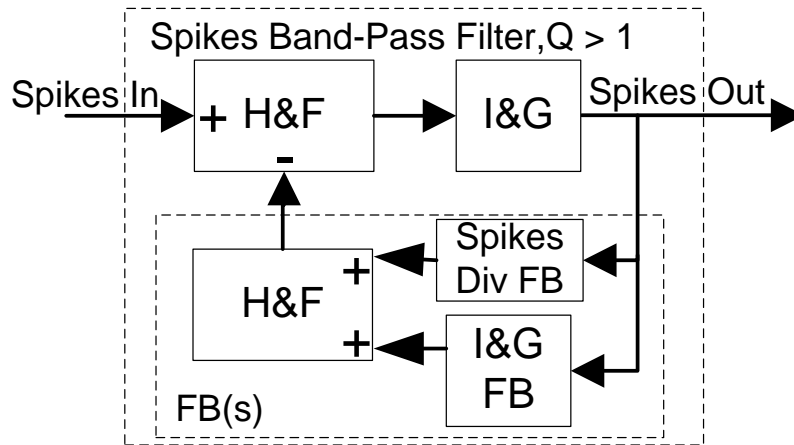 Spikes Band-Pass Filter,Q > 1
Spikes In
+ H&F
-
I&G
Spikes Out
H&F
+
+
Spikes
Div FB
I&G
FB
FB(s)